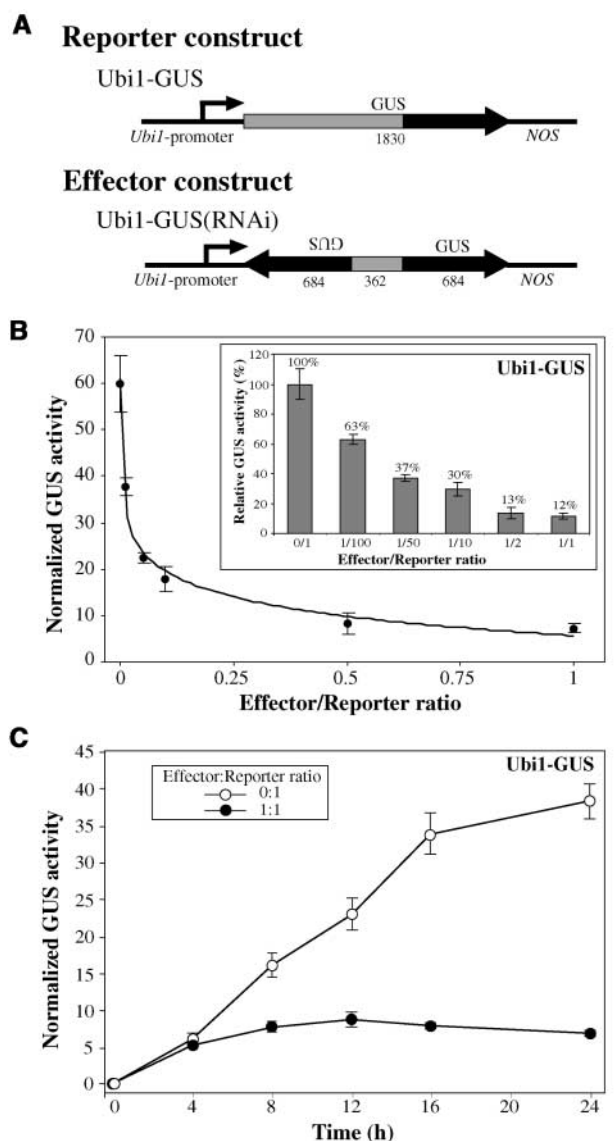 A
Reporter construct
Ubi1-GUS
GUS
Ubi1-promoter
1830
NOS
Effector construct
Ubi1-GUS(RNAi)
GUS
GUS
Ubi1-promoter
684
362
684
NOS
B
Normalized GUS activity
70
60
50
40
30
20
10
0
0
0.25
0.5
0.75
1
Effector/Reporter ratio
Ubi1-GUS
Relative GUS activity (%)
120
100
80
60
40
20
0
100%
63%
37%
30%
13%
12%
0/1
1/100
1/50
1/10
1/2
1/1
Effector/Reporter ratio
C
Ubi1-GUS
Effector:Reporter ratio
0:1
1:1
Normalized GUS activity
45
40
35
30
25
20
15
10
5
0
0
4
8
12
16
20
24
Time (h)